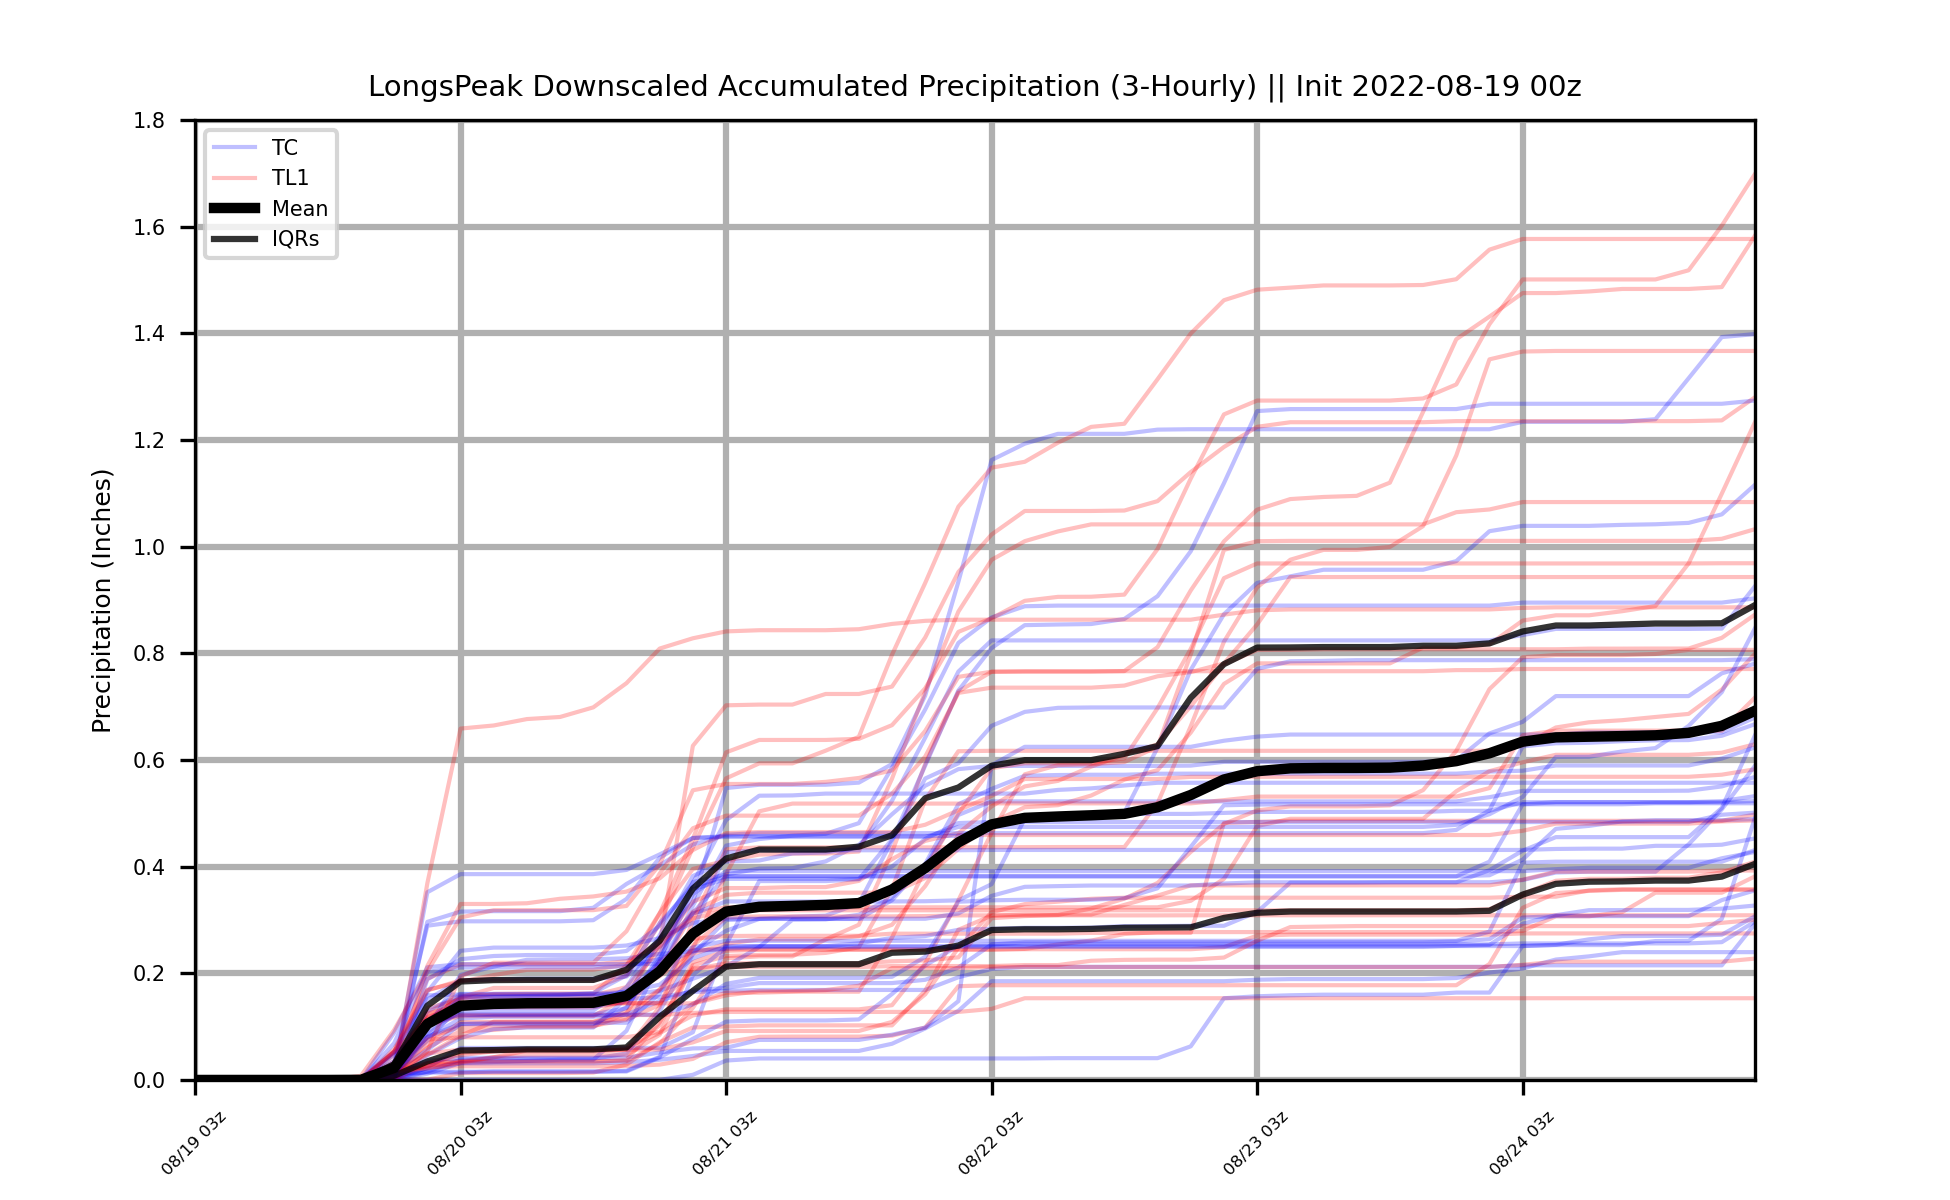 LongsPeak Downscaled Accumulated Precipitation (3-Hourly) || Init 2022-08-19 00z
TC
TL1
Mean
IQRs
Precipitation (Inches)
1.8
1.6
1.4
1.2
1.0
0.8
0.6
0.4
0.2
0.0
08/19 03z
08/20 03z
08/21 03z
08/22 03z
08/23 03z
08/24 03z